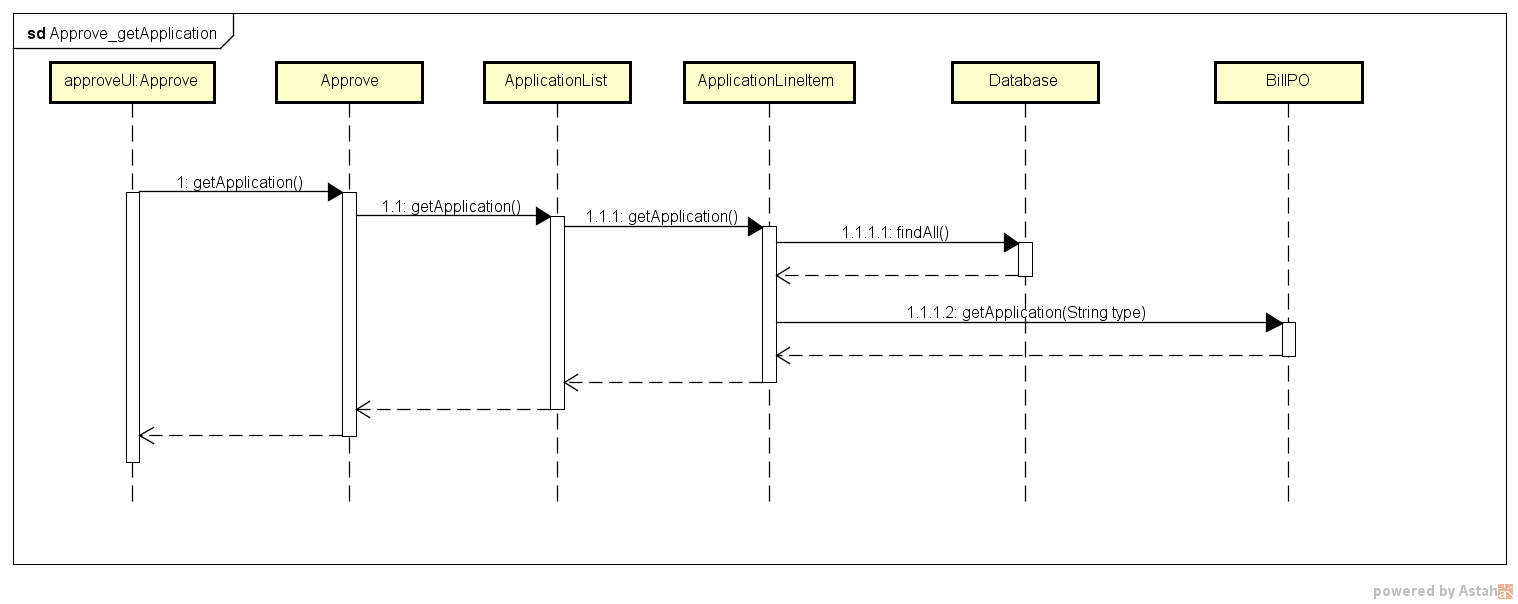 sd Approve_getApplication
approveUI:Approve
Approve
ApplicationList
ApplicationLineItem
Database
BillPO
1: getApplication()
1.1: getApplication()
1.1.1: getApplication()
1.1.1.1: findAll()
1.1.1.2: getApplication(String type)
powered by Astah